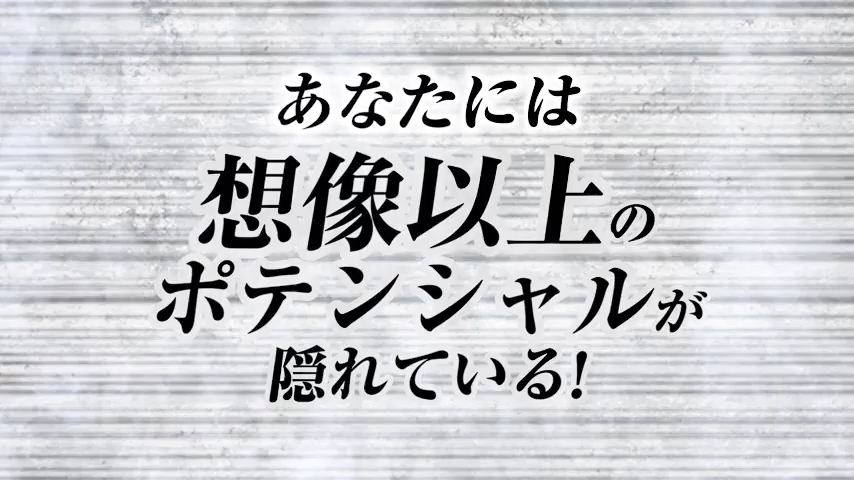 あなたには
想像以上の
ポテンシャルが
隠れている!